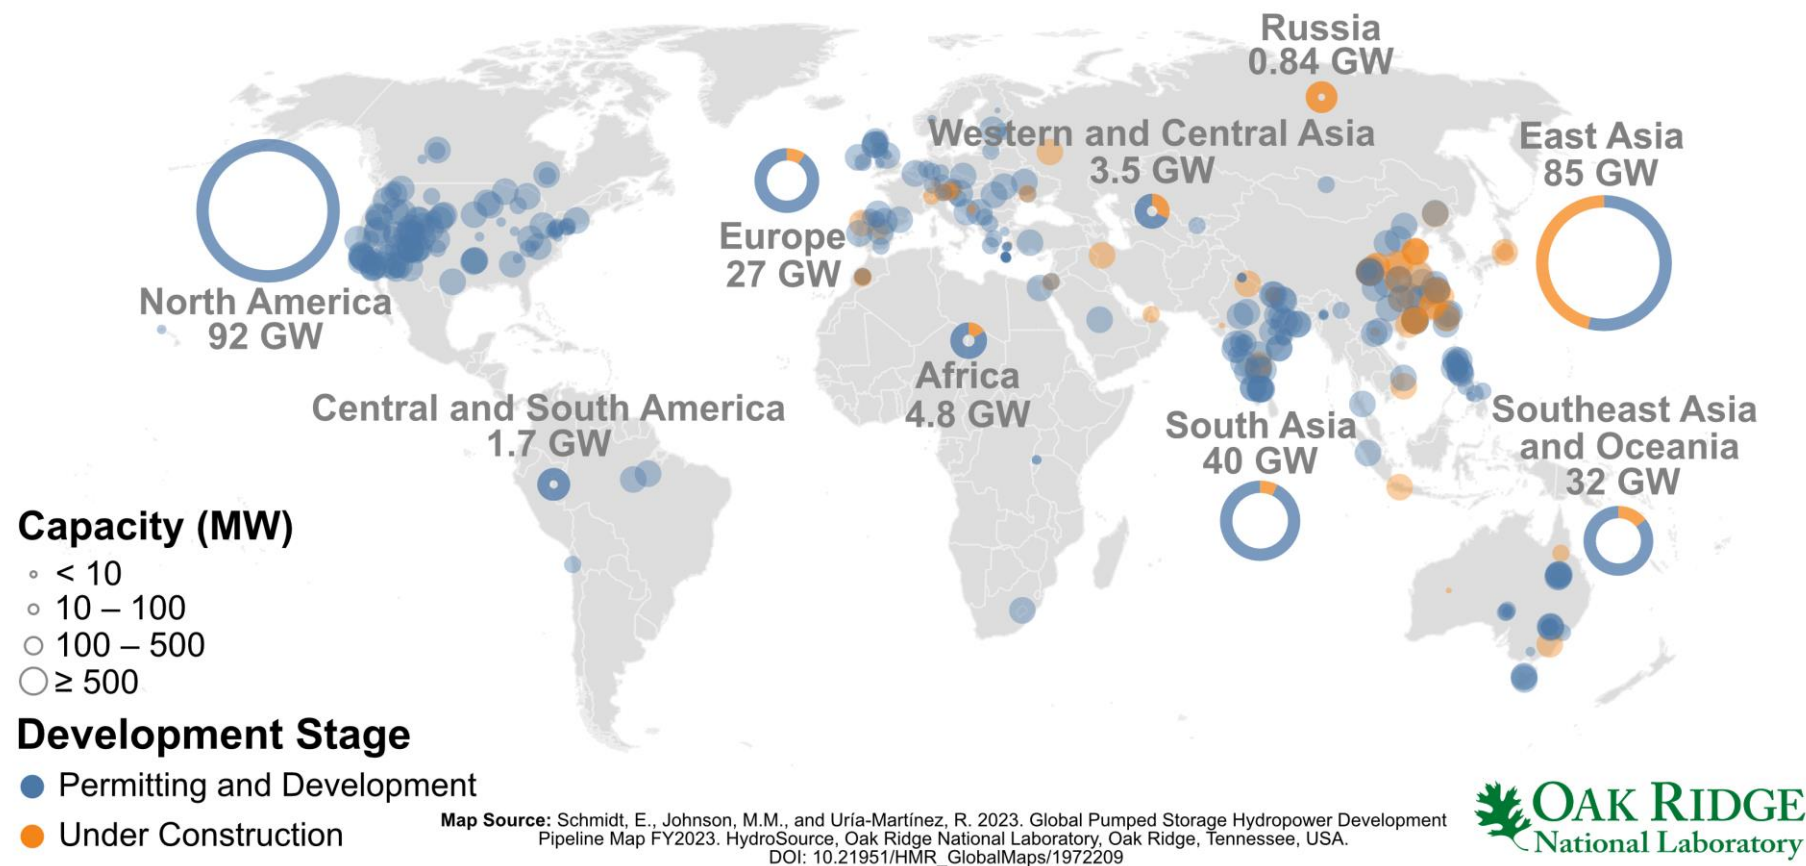 Russia
0.84 GW
Western and Central Asia
3.5 GW
East Asia
85 GW
Europe
27 GW
North America
92 GW
Africa
4.8 GW
Central and South America
1.7 GW
South Asia
40 GW
Southeast Asia
and Oceania
32 GW
Capacity (MW)
< 10
10 – 100
100 – 500
≥ 500
Development Stage
Permitting and Development
Under Construction
Map Source: Schmidt, E., Johnson, M.M., and Uría-Martínez, R. 2023. Global Pumped Storage Hydropower Development
Pipeline Map FY2023. HydroSource, Oak Ridge National Laboratory, Oak Ridge, Tennessee, USA.
DOI: 10.21951/HMR_GlobalMaps/1972209
OAK RIDGE
National Laboratory